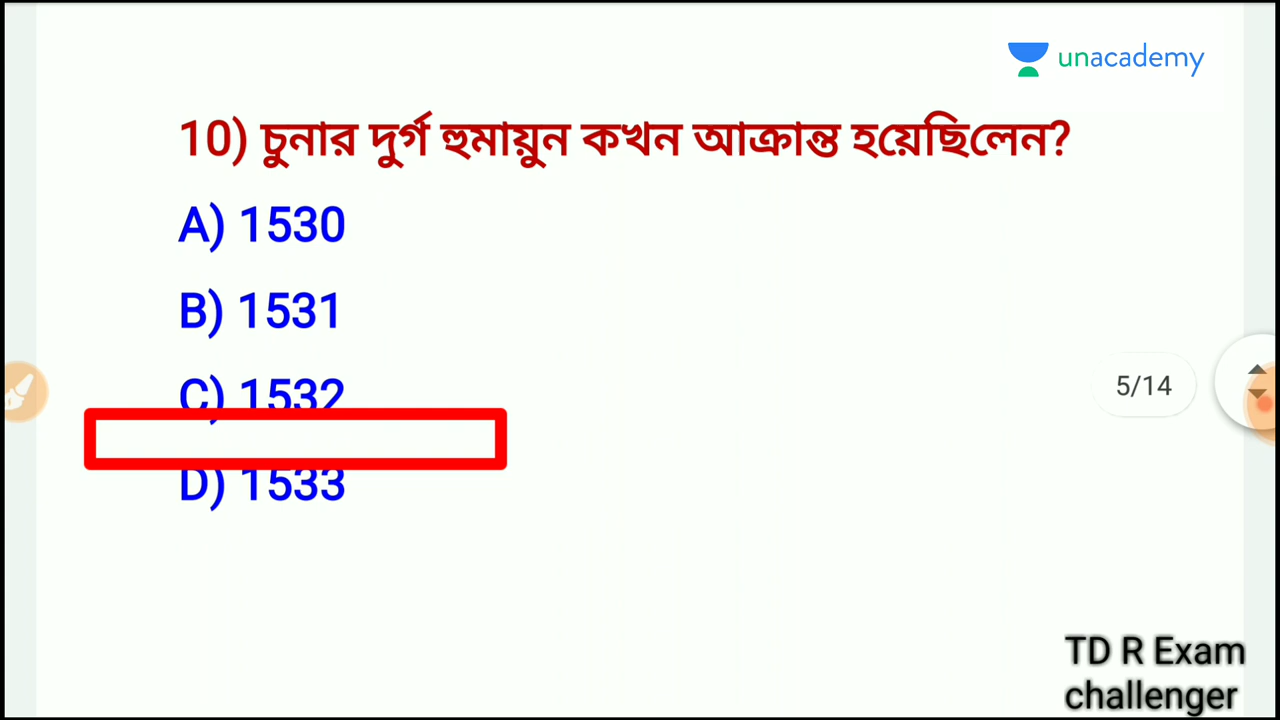 unacademy
10) চুনার দুর্গ হুমায়ুন কখন আক্রান্ত হয়েছিলেন?
A) 1530
B) 1531
C) 1532
D) 1533
5/14
TD R Exam
challenger